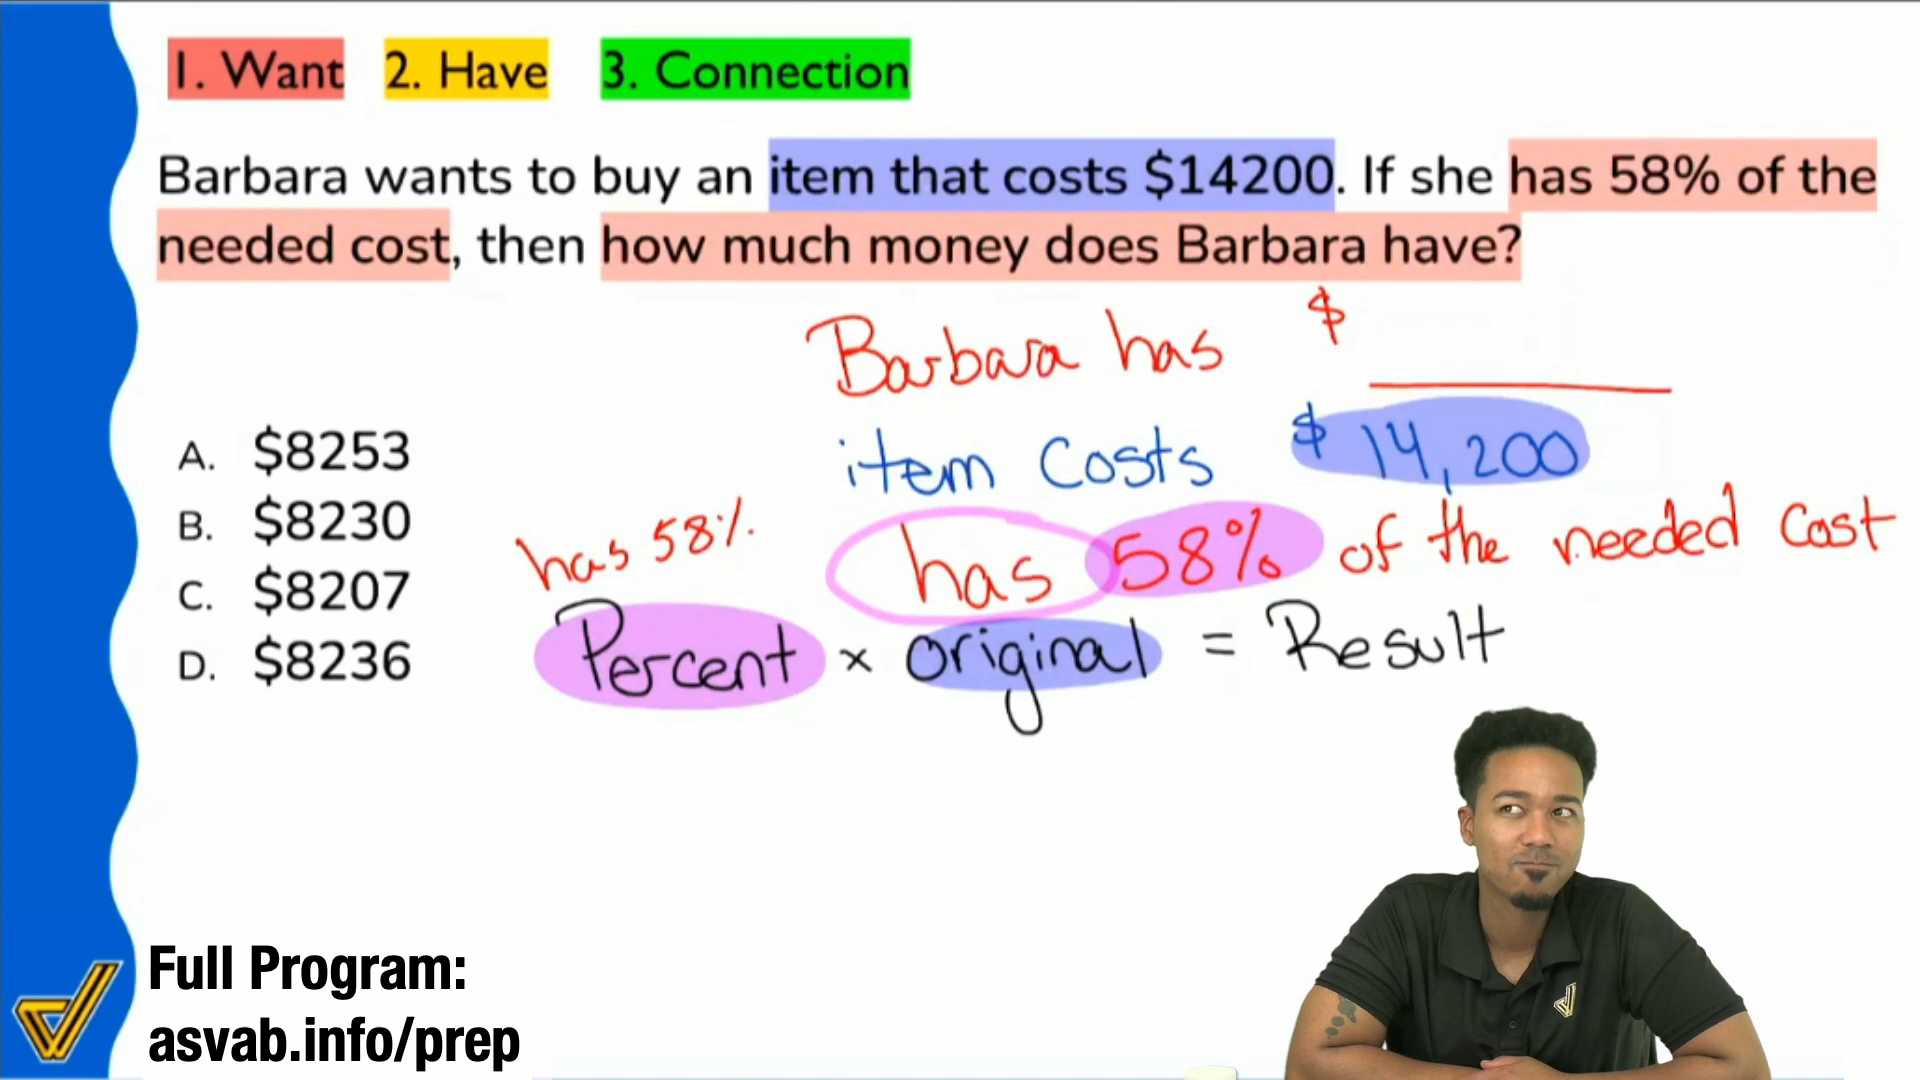 1. Want 2. Have 3. Connection
Barbara wants to buy an item that costs $14200. If she has 58% of the
needed cost, then how much money does Barbara have?
Barbara has $
item Costs $ 14,200
has 58% of the needed Cost
has 58%
Percent × original = Result
A. $8253
B. $8230
C. $8207
D. $8236
Full Program:
asvab.info/prep